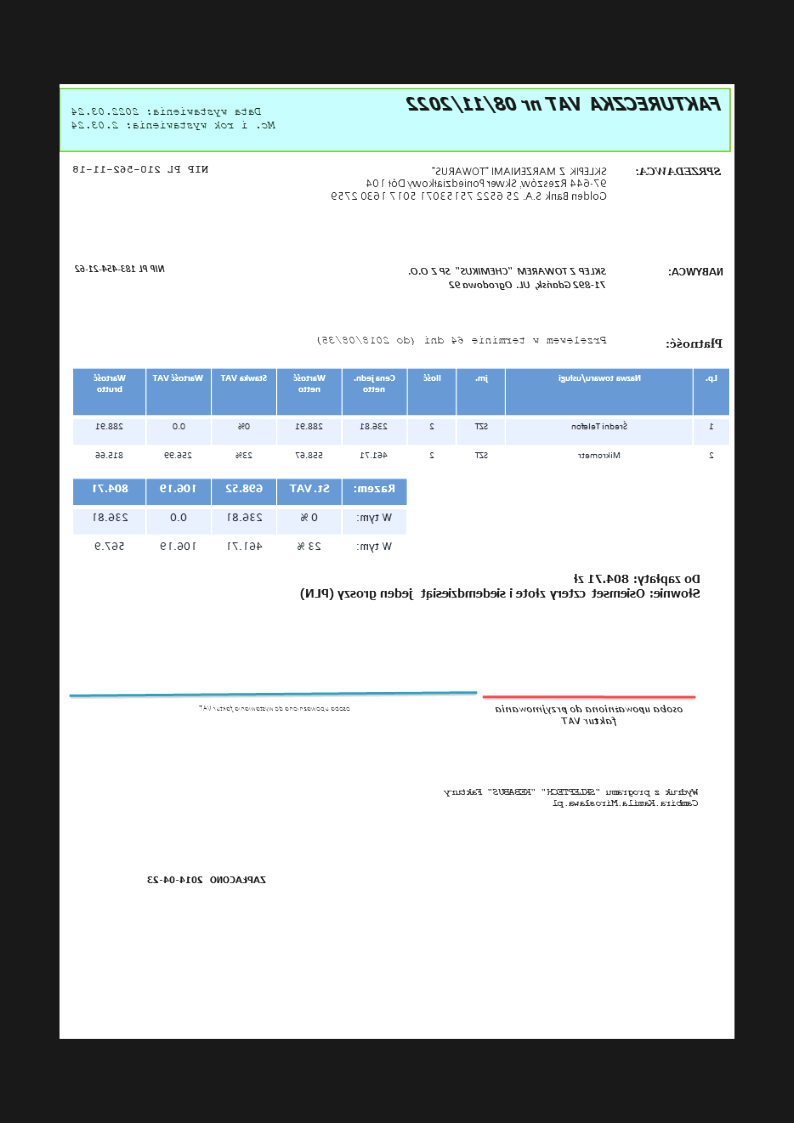 FAKTURECZKA VAT nr 08/11/2022
Data wystawienia: 2022.03.24
Mc. i rok wystawienia: 2.03.24
SPRZEDAWCA:
SKLEPIK Z MARZENIAMI "TOWARUS"
97-644 Rzeszów, Skwer Poniedziałkowy Dół 104
Golden Bank S.A. 25 6522 7515 3071 5017 1630 2759
NIP PL 210-562-11-18
NABYWCA:
SKLEP Z TOWAREM "CHEMIKUS" SP Z O.O.
71-892 Gdańsk, UL. Ogrodowa 92
NIP PL 183-454-21-62
Płatność:
Przelewem w terminie 64 dni (do 2018/08/35)
Lp. Nazwa towaru/usługi jm. Ilość Cena jedn. netto Wartość netto Stawka VAT Wartość VAT Wartość brutto
1 Średni Telefon SZT 2 236.81 288.91 0% 0.0 288.91
2 Mikrometr SZT 2 461.71 558.67 23% 256.99 815.66
Razem: St. VAT 698.52 106.19 804.71
W tym: 0 % 236.81 0.0 236.81
W tym: 23 % 461.71 106.19 567.9
Do zapłaty: 804.71 zł
Słownie: Osiemset cztery złote i siedemdziesiąt jeden groszy (PLN)
osoba upoważniona do przyjmowania
faktur VAT
osoba upoważniona do wystawiania faktur VAT
Wydruk z programu "SKLEPTECH" "KEBABUS" Faktury
Cambira.Kamila.Miroslawa.pl
ZAPŁACONO 2014-04-23